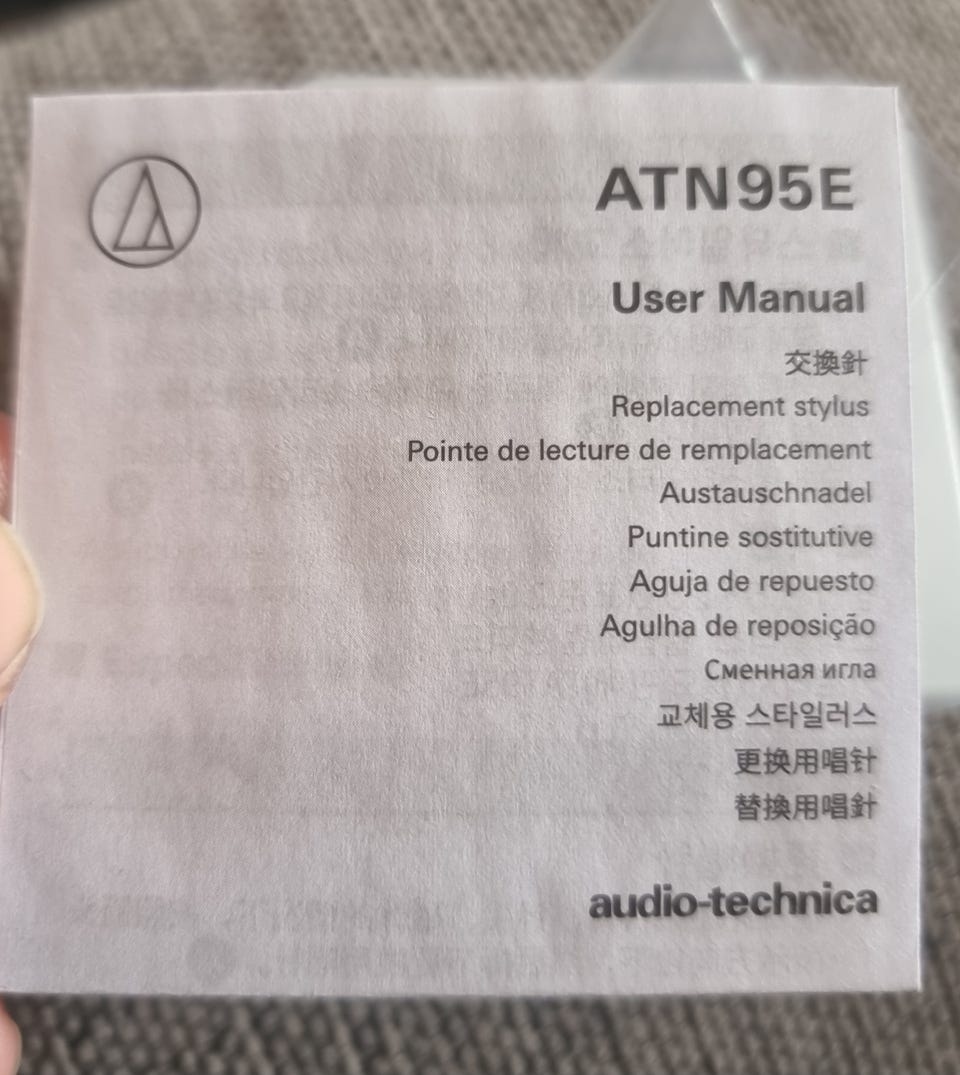 ATN95E
User Manual
交換針
Replacement stylus
Pointe de lecture de remplacement
Austauschnadel
Puntine sostitutive
Aguja de repuesto
Agulha de reposição
Сменная игла
교체용 스타일러스
更换用唱针
替換用唱針
audio-technica